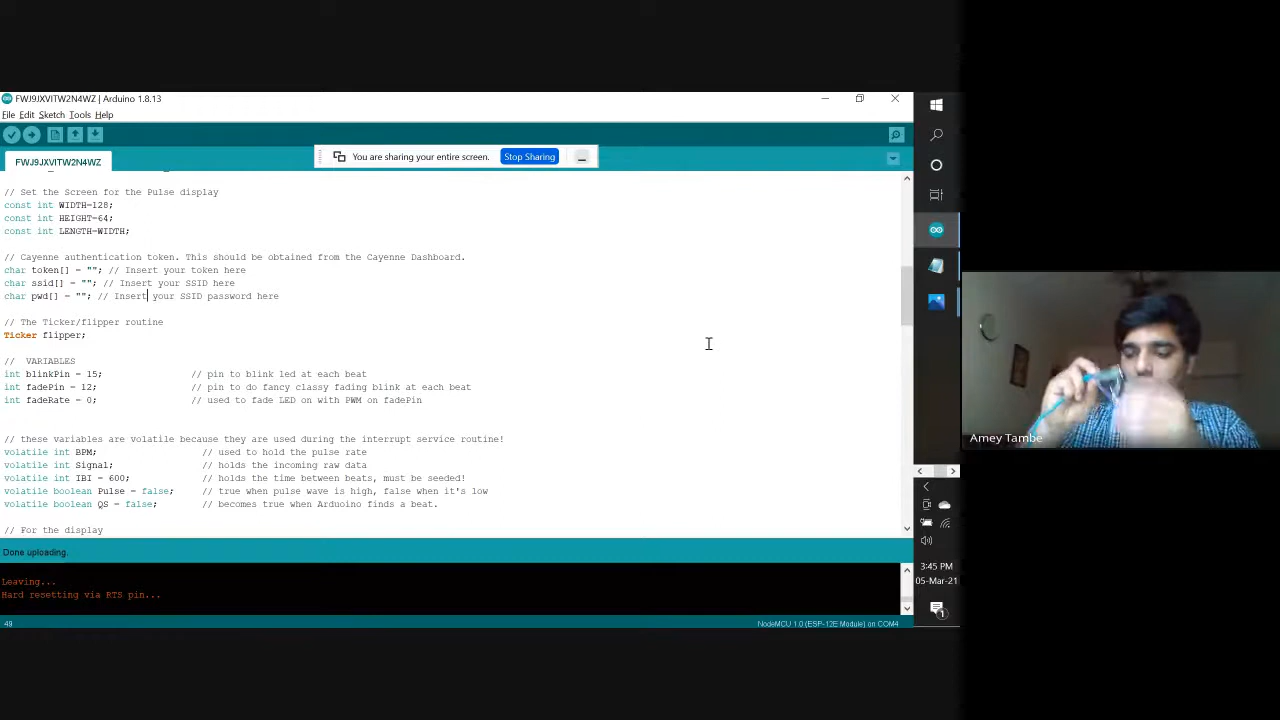 FWJ9JXVITW2N4WZ | Arduino 1.8.13
File Edit Sketch Tools Help
You are sharing your entire screen. Stop Sharing
FWJ9JXVITW2N4WZ
// Set the Screen for the Pulse display
const int WIDTH=128;
const int HEIGHT=64;
const int LENGTH=WIDTH;
// Cayenne authentication token. This should be obtained from the Cayenne Dashboard.
char token[] = ""; // Insert your token here
char ssid[] = ""; // Insert your SSID here
char pwd[] = ""; // Insert your SSID password here
// The Ticker/flipper routine
Ticker flipper;
// VARIABLES
int blinkPin = 15; // pin to blink led at each beat
int fadePin = 12; // pin to do fancy classy fading blink at each beat
int fadeRate = 0; // used to fade LED on with PWM on fadePin
// these variables are volatile because they are used during the interrupt service routine!
volatile int BPM; // used to hold the pulse rate
volatile int Signal; // holds the incoming raw data
volatile int IBI = 600; // holds the time between beats, must be seeded!
volatile boolean Pulse = false; // true when pulse wave is high, false when it's low
volatile boolean QS = false; // becomes true when Arduoino finds a beat.
// For the display
Done uploading.
Leaving...
Hard resetting via RTS pin...
49
NodeMCU 1.0 (ESP-12E Module) on COM4
Amey Tambe
3:45 PM
05-Mar-21
1